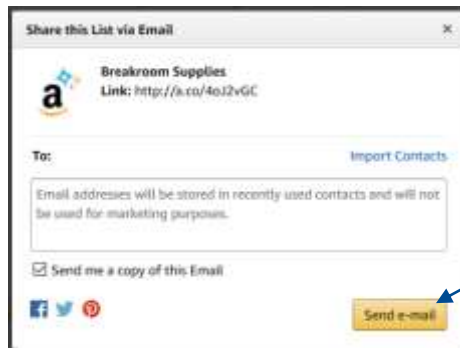 Share this List via Email
Breakroom Supplies
Link: http://a.co/4oJ2vGC
To:
Import Contacts
Email addresses will be stored in recently used contacts and will not
be used for marketing purposes.
Send me a copy of this Email
Send e-mail